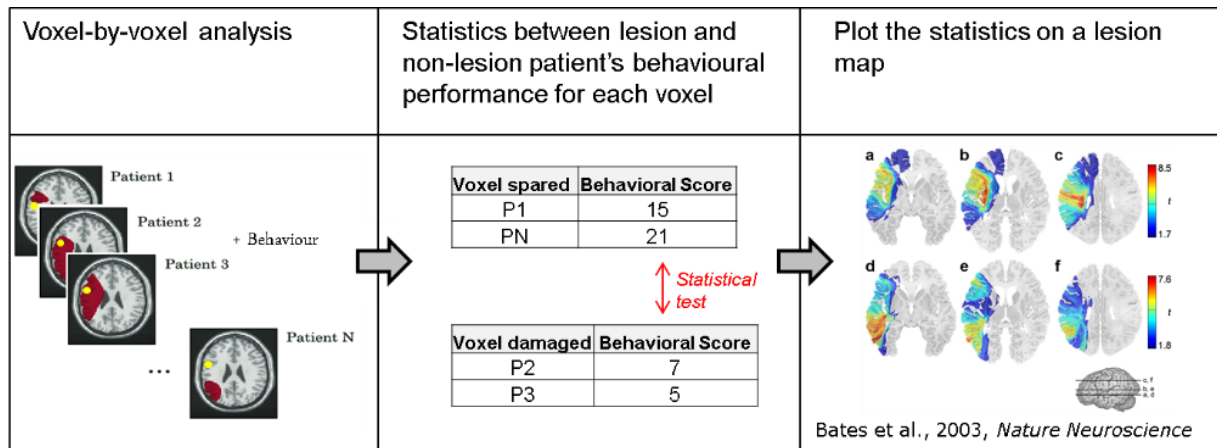 Voxel-by-voxel analysis
Statistics between lesion and
non-lesion patient's behavioural
performance for each voxel
Plot the statistics on a lesion
map
Patient 1
Patient 2
+ Behaviour
Patient 3
Patient N
...
Voxel spared Behavioral Score
P1 15
PN 21
Statistical
test
Voxel damaged Behavioral Score
P2 7
P3 5
a b c
8.5
t
1.7
d e f
7.6
t
1.8
c, f
b, e
a, d
Bates et al., 2003, Nature Neuroscience